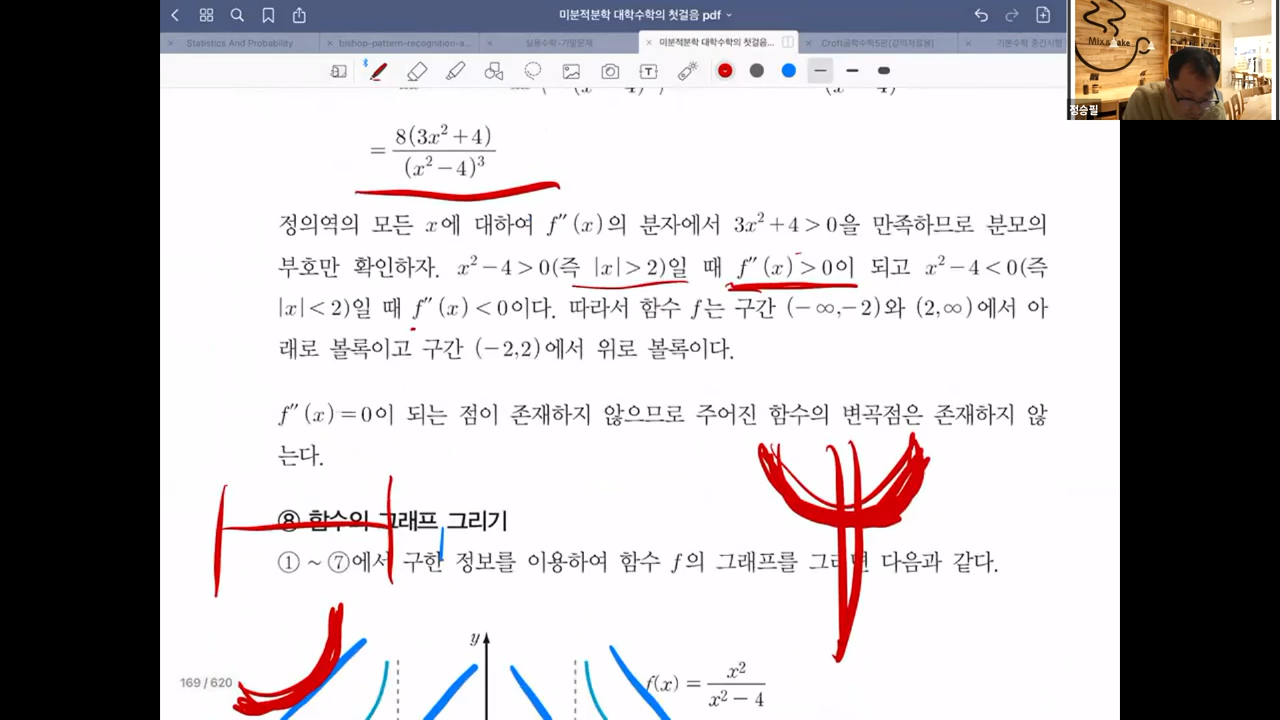 미분적분학 대학수학의 첫걸음 pdf
Statistics And Probability
bishop-pattern-recognition-a...
실용수학-기말문제
미분적분학 대학수학의 첫걸음...
Croft공학수학5판(강의자료용)
기본수학 중간시험
정승필
= 8(3x²+4) / (x²−4)³
정의역의 모든 x에 대하여 f″(x)의 분자에서 3x²+4>0을 만족하므로 분모의
부호만 확인하자. x²−4>0(즉 |x|>2)일 때 f″(x)>0이 되고 x²−4<0(즉
|x|<2)일 때 f″(x)<0이다. 따라서 함수 f는 구간 (−∞,−2)와 (2,∞)에서 아
래로 볼록이고 구간 (−2,2)에서 위로 볼록이다.
f″(x)=0이 되는 점이 존재하지 않으므로 주어진 함수의 변곡점은 존재하지 않
는다.
⑧ 함수의 그래프 그리기
①~⑦에서 구한 정보를 이용하여 함수 f의 그래프를 그리면 다음과 같다.
y
f(x) = x² / x²−4
169 / 620